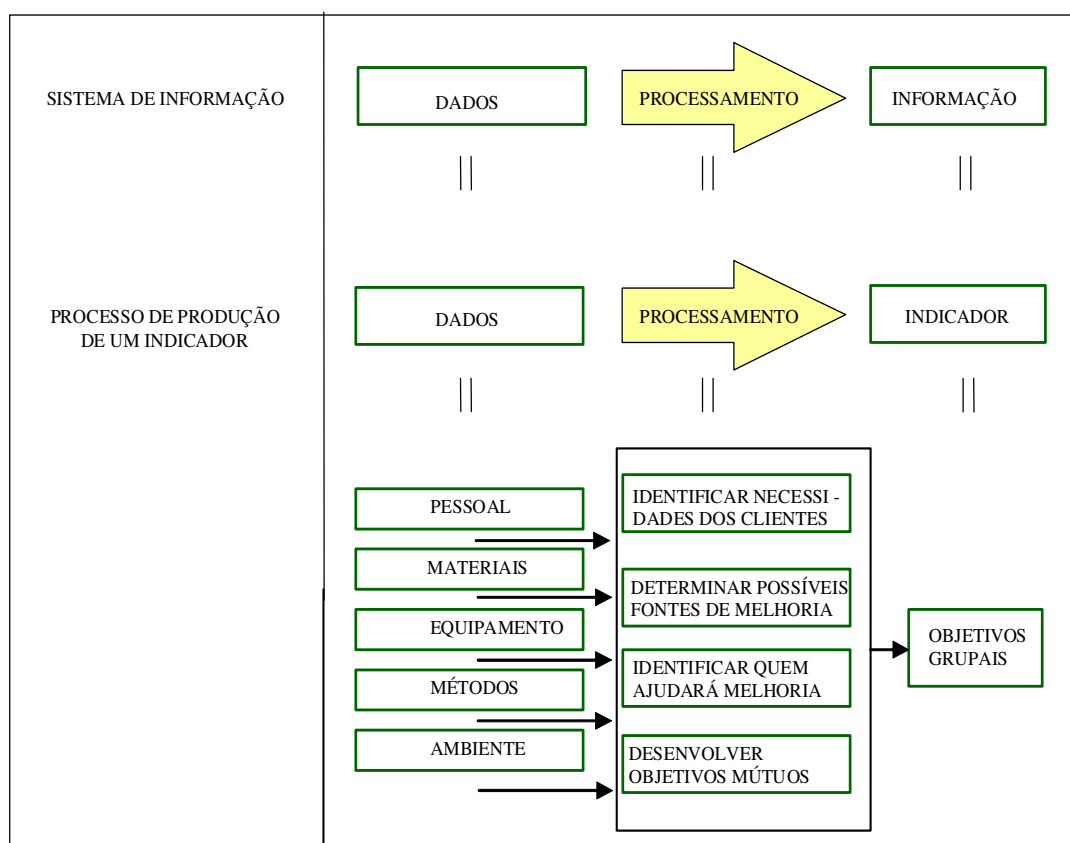 SISTEMA DE INFORMAÇÃO
DADOS
PROCESSAMENTO
INFORMAÇÃO
PROCESSO DE PRODUÇÃO
DE UM INDICADOR
DADOS
PROCESSAMENTO
INDICADOR
PESSOAL
MATERIAIS
EQUIPAMENTO
MÉTODOS
AMBIENTE
IDENTIFICAR NECESSI -
DADES DOS CLIENTES
DETERMINAR POSSÍVEIS
FONTES DE MELHORIA
IDENTIFICAR QUEM
AJUDARÁ MELHORIA
DESENVOLVER
OBJETIVOS MÚTUOS
OBJETIVOS
GRUPAIS